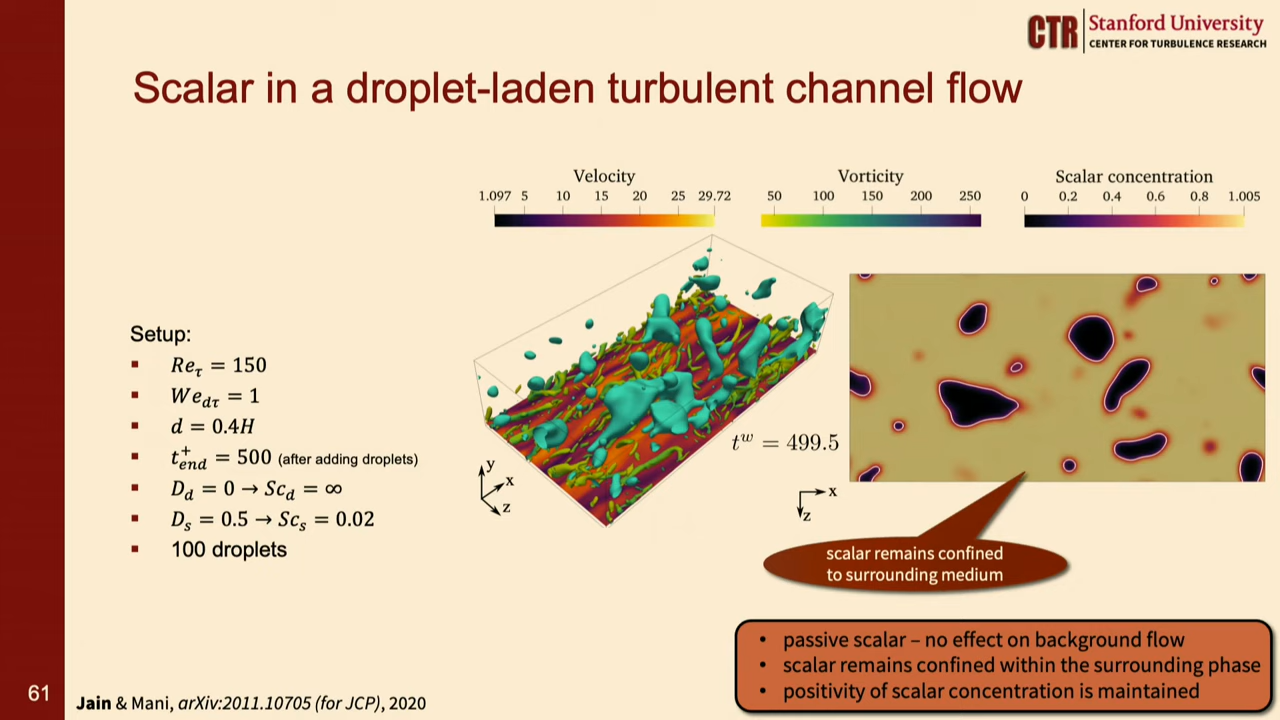 CTR Stanford University
CENTER FOR TURBULENCE RESEARCH
Scalar in a droplet-laden turbulent channel flow
Velocity
1.097 5 10 15 20 25 29.72
Vorticity
50 100 150 200 250
Scalar concentration
0 0.2 0.4 0.6 0.8 1.005
Setup:
▪ Re_τ = 150
▪ We_dτ = 1
▪ d = 0.4H
▪ t⁺_end = 500 (after adding droplets)
▪ D_d = 0 → Sc_d = ∞
▪ D_s = 0.5 → Sc_s = 0.02
▪ 100 droplets
t^w = 499.5
y
x
z
x
z
scalar remains confined
to surrounding medium
• passive scalar – no effect on background flow
• scalar remains confined within the surrounding phase
• positivity of scalar concentration is maintained
61
Jain & Mani, arXiv:2011.10705 (for JCP), 2020